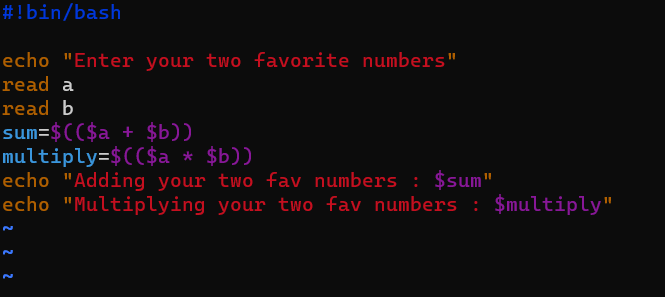 #!bin/bash

echo "Enter your two favorite numbers"
read a
read b
sum=$(($a + $b))
multiply=$(($a * $b))
echo "Adding your two fav numbers : $sum"
echo "Multiplying your two fav numbers : $multiply"
~
~
~